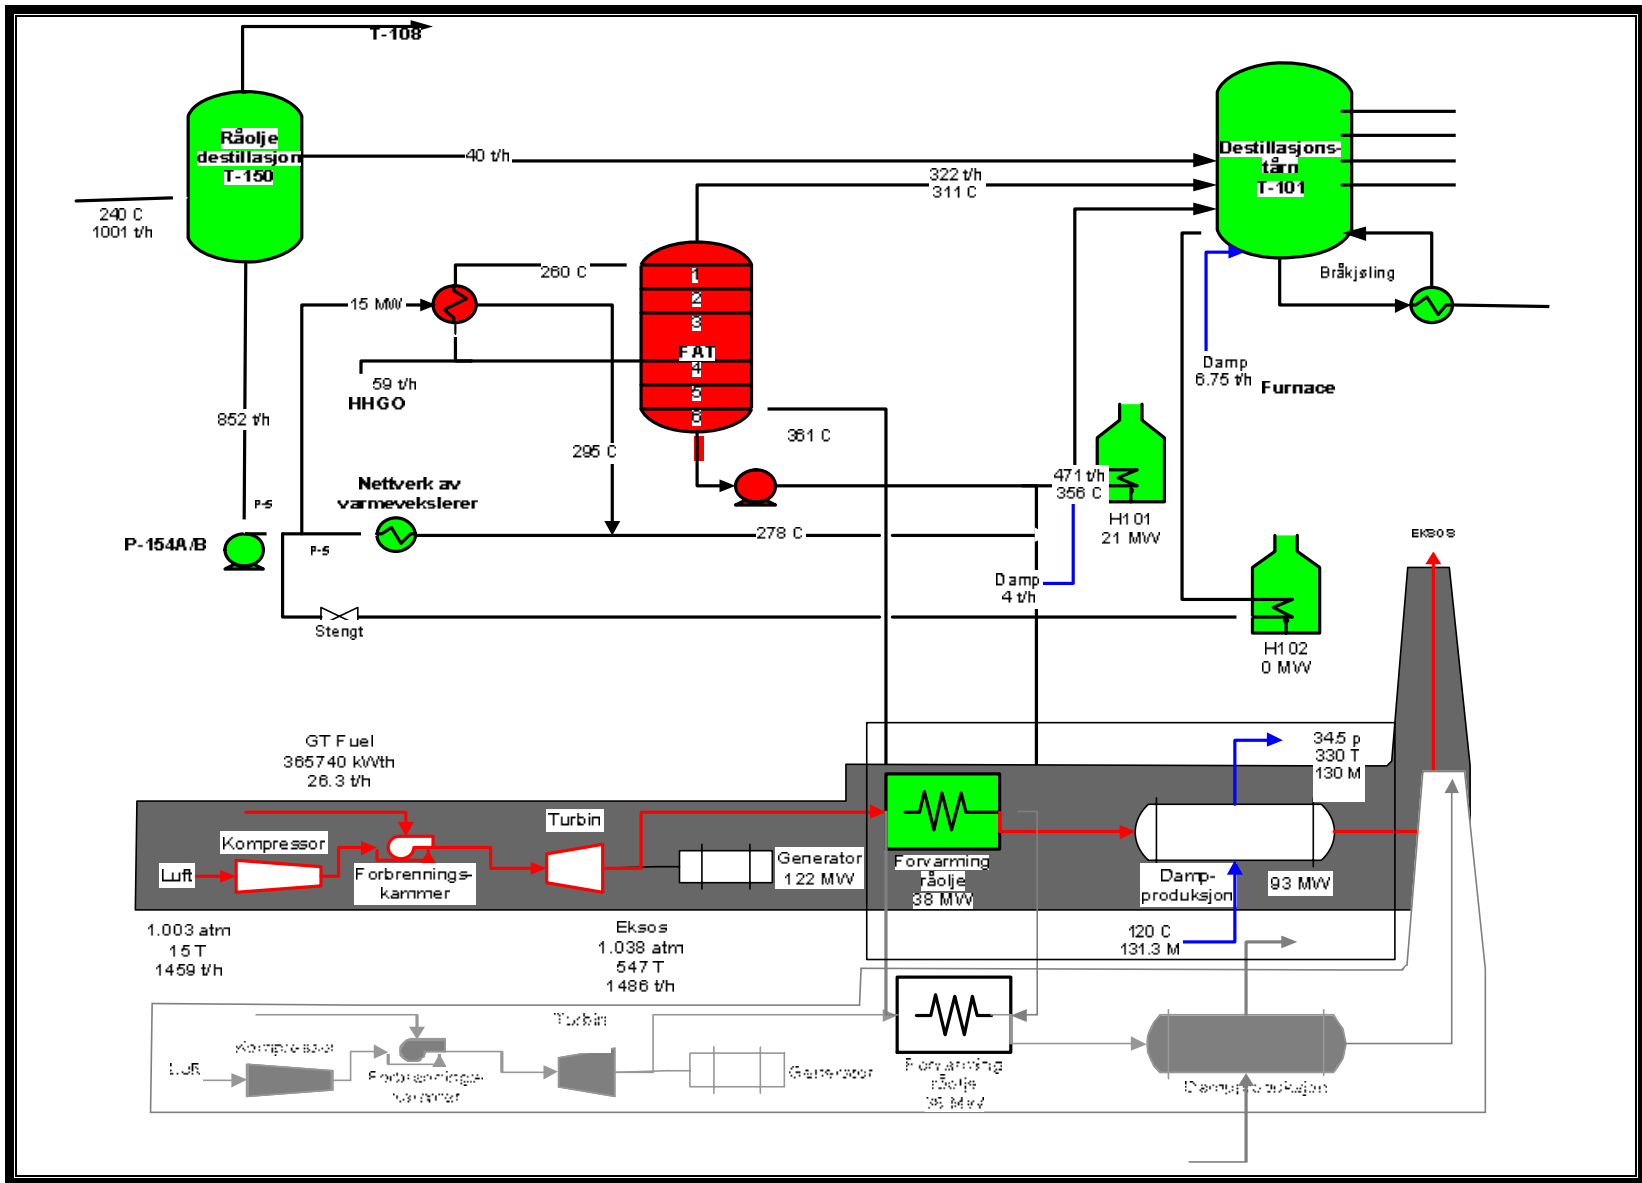 T-108
Råolje
destillasjon
T-150
240 C
1001 t/h
40 t/h
322 t/h
311 C
Destillasjons-
tårn
T-101
Bråkjøling
Damp
6.75 t/h
Furnace
260 C
15 MW
1
2
3
FAT
4
5
6
59 t/h
HHGO
852 t/h
361 C
295 C
Nettverk av
varmevekslerer
P-5
P-154A/B
P-5
278 C
471 t/h
356 C
H101
21 MW
Damp
4 t/h
Stengt
H102
0 MW
EKSOS
GT Fuel
365740 kWth
26.3 t/h
34.5 p
330 T
130 M
Kompressor
Luft
Forbrennings-
kammer
Turbin
Generator
122 MW
Forvarming
råolje
38 MW
Damp-
produksjon
93 MW
120 C
131.3 M
1.003 atm
15 T
1459 t/h
Eksos
1.038 atm
547 T
1486 t/h
Turbin
Kompressor
Luft
Generator
Forvarming
råolje